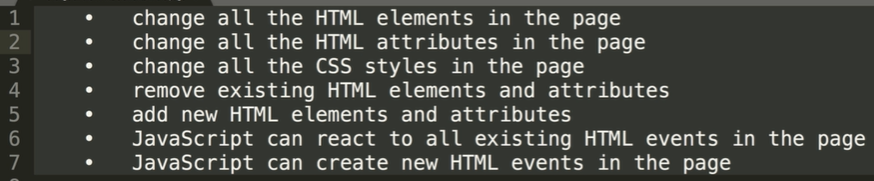 1 • change all the HTML elements in the page
2 • change all the HTML attributes in the page
3 • change all the CSS styles in the page
4 • remove existing HTML elements and attributes
5 • add new HTML elements and attributes
6 • JavaScript can react to all existing HTML events in the page
7 • JavaScript can create new HTML events in the page